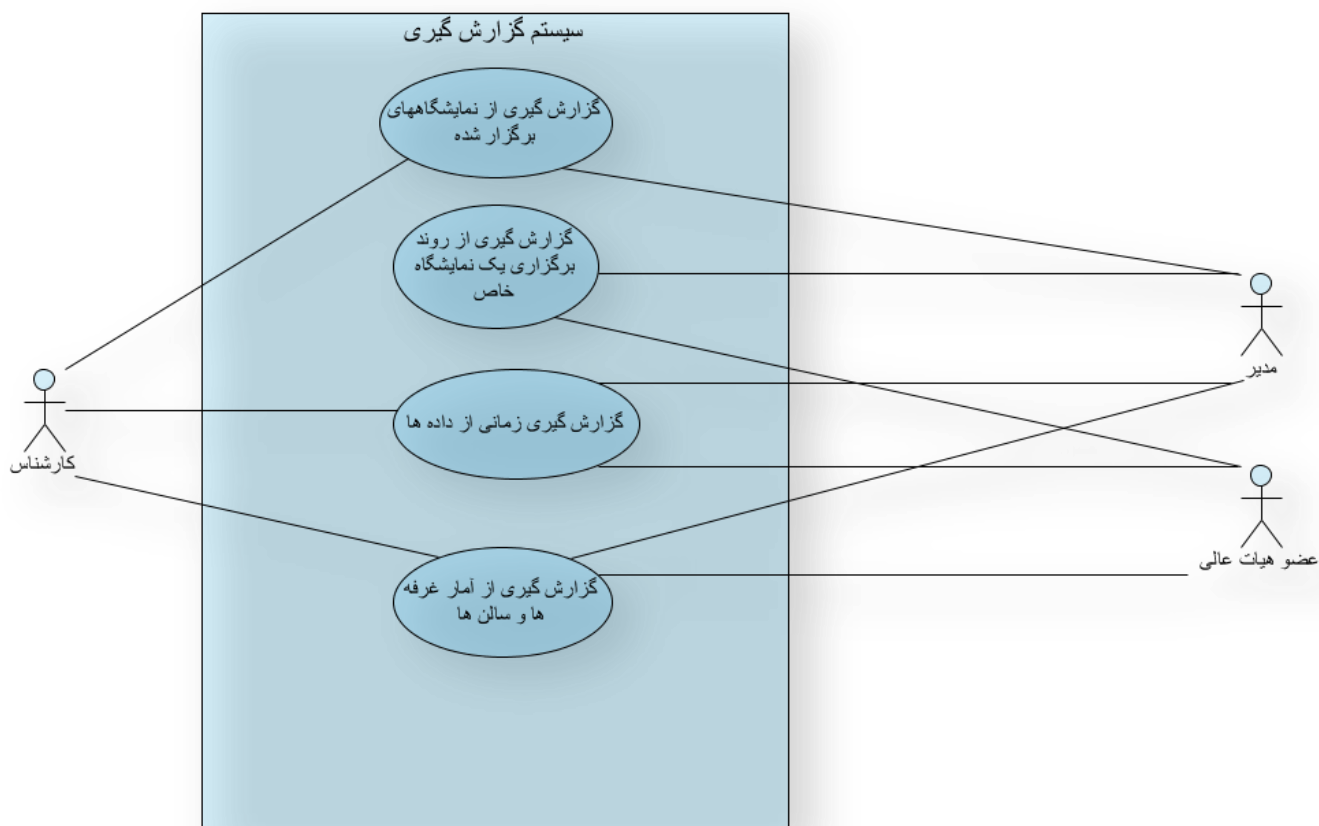 سیستم گزارش گیری
گزارش گیری از نمایشگاههای
برگزار شده
گزارش گیری از روند
برگزاری یک نمایشگاه
خاص
گزارش گیری زمانی از داده ها
گزارش گیری از آمار غرفه
ها و سالن ها
مدیر
کارشناس
عضو هیات عالی